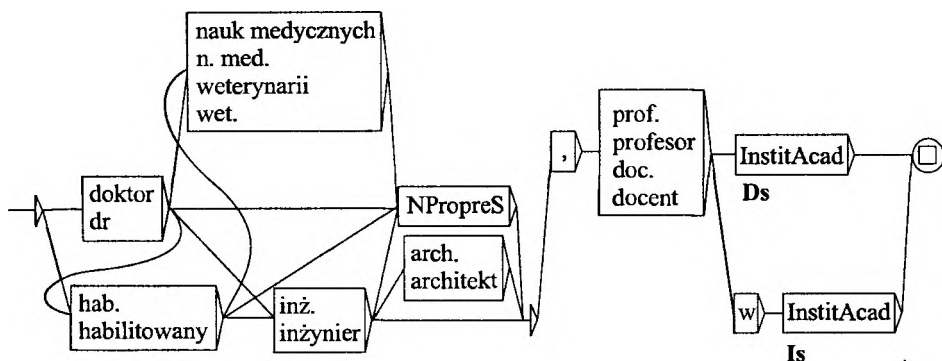 nauk medycznych
n. med.
weterynarii
wet.
doktor
dr
hab.
habilitowany
inż.
inżynier
NPropreS
arch.
architekt
,
prof.
profesor
doc.
docent
InstitAcad
Ds
w
InstitAcad
Is